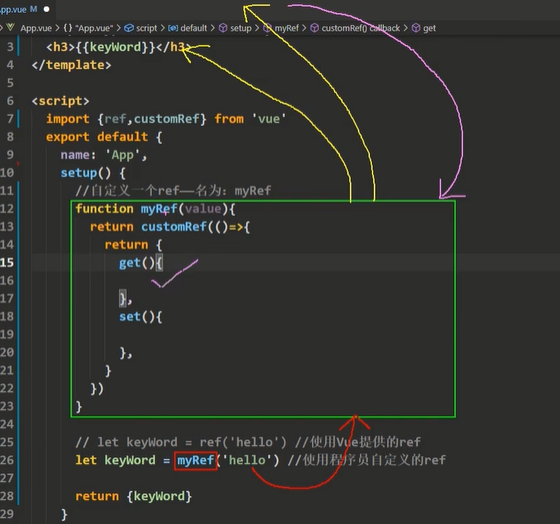 App.vue M
App.vue > {} "App.vue" > script > default > setup > myRef > customRef() callback > get
3 <h3>{{keyWord}}</h3>
4 </template>
5
6 <script>
7 import {ref,customRef} from 'vue'
8 export default {
9 name: 'App',
10 setup() {
11 //自定义一个ref——名为：myRef
12 function myRef(value){
13 return customRef(()=>{
14 return {
15 get(){
16
17 },
18 set(){
19
20 },
21 }
22 })
23 }
24
25 // let keyWord = ref('hello') //使用Vue提供的ref
26 let keyWord = myRef('hello') //使用程序员自定义的ref
27
28 return {keyWord}
29 }